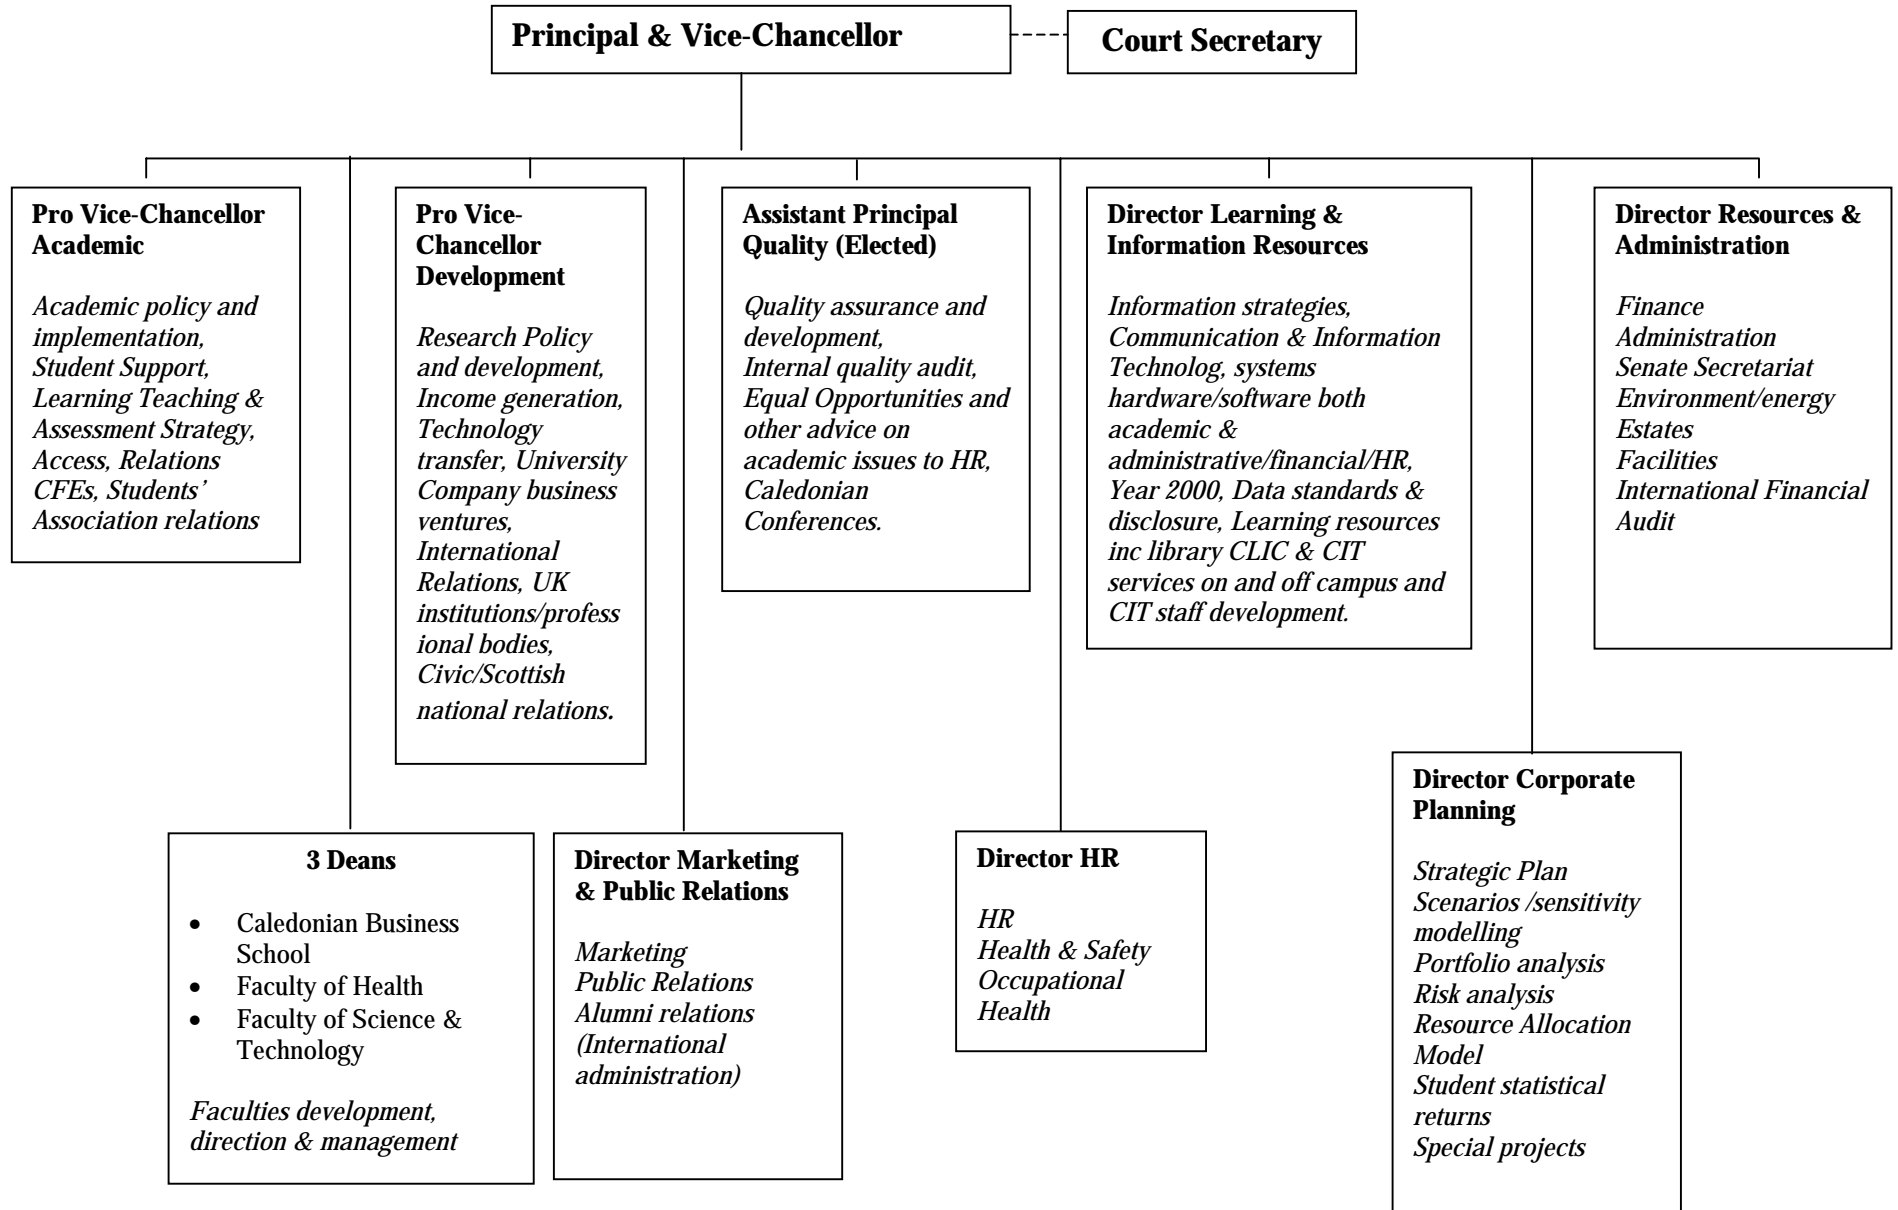 Principal & Vice-Chancellor
Court Secretary
Pro Vice-Chancellor
Academic
Academic policy and
implementation,
Student Support,
Learning Teaching &
Assessment Strategy,
Access, Relations
CFEs, Students’
Association relations
Pro Vice-
Chancellor
Development
Research Policy
and development,
Income generation,
Technology
transfer, University
Company business
ventures,
International
Relations, UK
institutions/profess
ional bodies,
Civic/Scottish
national relations.
Assistant Principal
Quality (Elected)
Quality assurance and
development,
Internal quality audit,
Equal Opportunities and
other advice on
academic issues to HR,
Caledonian
Conferences.
Director Learning &
Information Resources
Information strategies,
Communication & Information
Technolog, systems
hardware/software both
academic &
administrative/financial/HR,
Year 2000, Data standards &
disclosure, Learning resources
inc library CLIC & CIT
services on and off campus and
CIT staff development.
Director Resources &
Administration
Finance
Administration
Senate Secretariat
Environment/energy
Estates
Facilities
International Financial
Audit
3 Deans
• Caledonian Business
School
• Faculty of Health
• Faculty of Science &
Technology
Faculties development,
direction & management
Director Marketing
& Public Relations
Marketing
Public Relations
Alumni relations
(International
administration)
Director HR
HR
Health & Safety
Occupational
Health
Director Corporate
Planning
Strategic Plan
Scenarios /sensitivity
modelling
Portfolio analysis
Risk analysis
Resource Allocation
Model
Student statistical
returns
Special projects